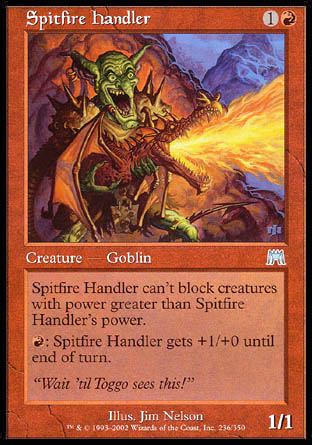 Spitfire Handler 1
Creature — Goblin
Spitfire Handler can't block creatures
with power greater than Spitfire
Handler's power.
: Spitfire Handler gets +1/+0 until
end of turn.
"Wait 'til Toggo sees this!"
Illus. Jim Nelson
™ & © 1993-2002 Wizards of the Coast, Inc. 236/350
1/1